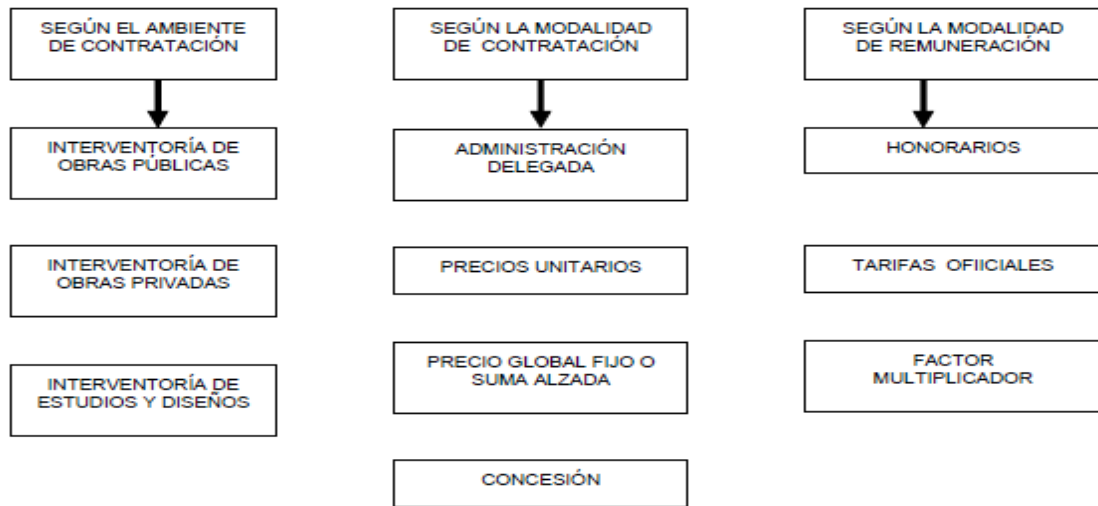 SEGÚN EL AMBIENTE
DE CONTRATACIÓN
INTERVENTORÍA DE
OBRAS PÚBLICAS
INTERVENTORÍA DE
OBRAS PRIVADAS
INTERVENTORÍA DE
ESTUDIOS Y DISEÑOS
SEGÚN LA MODALIDAD
DE CONTRATACIÓN
ADMINISTRACIÓN
DELEGADA
PRECIOS UNITARIOS
PRECIO GLOBAL FIJO O
SUMA ALZADA
CONCESIÓN
SEGÚN LA MODALIDAD
DE REMUNERACIÓN
HONORARIOS
TARIFAS OFIICIALES
FACTOR
MULTIPLICADOR